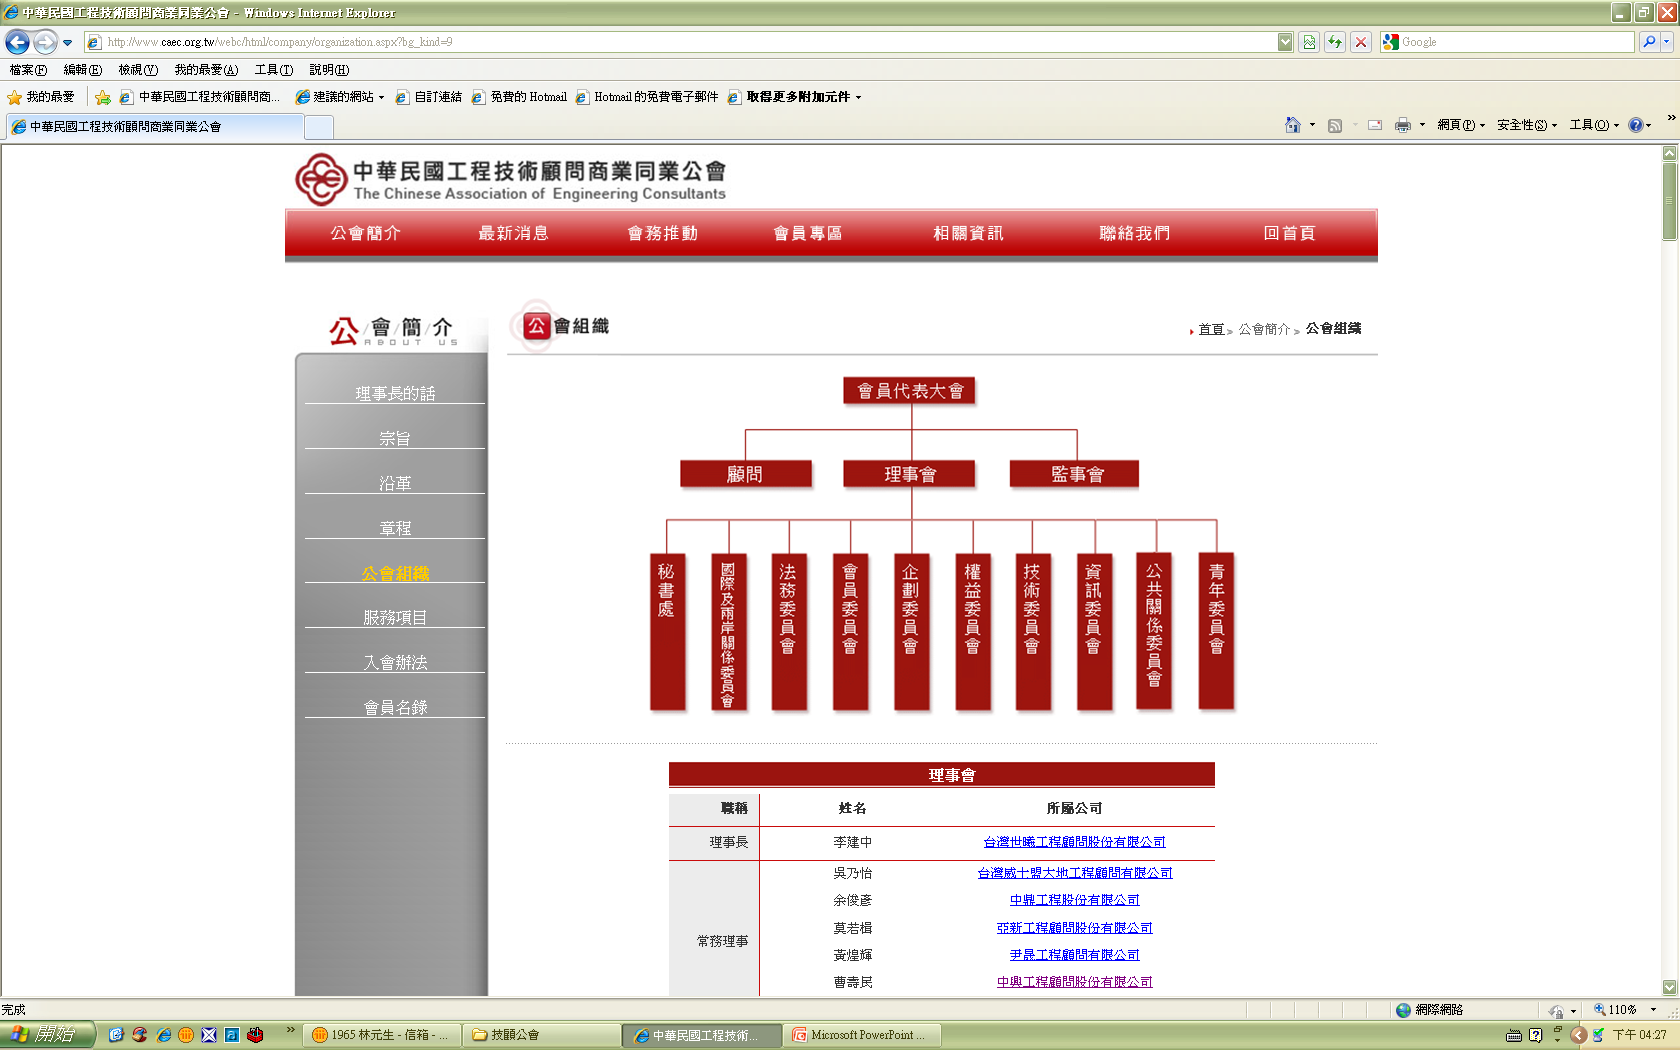 中華民國工程技術顧問商業同業公會 - Windows Internet Explorer
http://www.caec.org.tw/webc/html/company/organization.aspx?bg_kind=9
Google
檔案(F) 編輯(E) 檢視(V) 我的最愛(A) 工具(T) 說明(H)
我的最愛 中華民國工程技術顧問商... 建議的網站 自訂連結 免費的 Hotmail Hotmail 的免費電子郵件 取得更多附加元件
中華民國工程技術顧問商業同業公會
網頁(P) 安全性(S) 工具(O)
中華民國工程技術顧問商業同業公會
The Chinese Association of Engineering Consultants
公會簡介 最新消息 會務推動 會員專區 相關資訊 聯絡我們 回首頁
公/會/簡/介
ABOUT US
理事長的話
宗旨
沿革
章程
公會組織
服務項目
入會辦法
會員名錄
公會組織
首頁 » 公會簡介 » 公會組織
會員代表大會
顧問 理事會 監事會
秘書處
國際及兩岸關係委員會
法務委員會
會員委員會
企劃委員會
權益委員會
技術委員會
資訊委員會
公共關係委員會
青年委員會
理事會
職稱 姓名 所屬公司
理事長 李建中 台灣世曦工程顧問股份有限公司
常務理事
吳乃怡 台灣威士盟大地工程顧問有限公司
余俊彥 中鼎工程股份有限公司
莫若楫 亞新工程顧問股份有限公司
黃煌輝 尹晟工程顧問有限公司
曹壽民 中興工程顧問股份有限公司
完成
網際網路
110%
開始
1965 林元生 - 信箱 - ...
技顧公會
中華民國工程技術...
Microsoft PowerPoint ...
下午 04:27